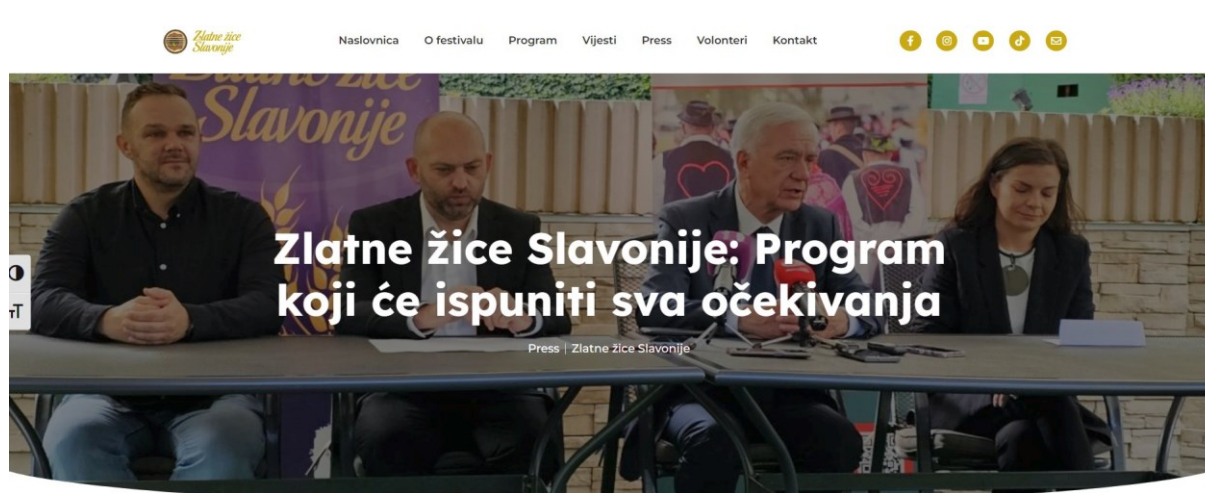 Zlatne žice
Slavonije
Naslovnica
O festivalu
Program
Vijesti
Press
Volonteri
Kontakt
Zlatne žice
Slavonije
Zlatne žice Slavonije: Program
koji će ispuniti sva očekivanja
Press | Zlatne žice Slavonije